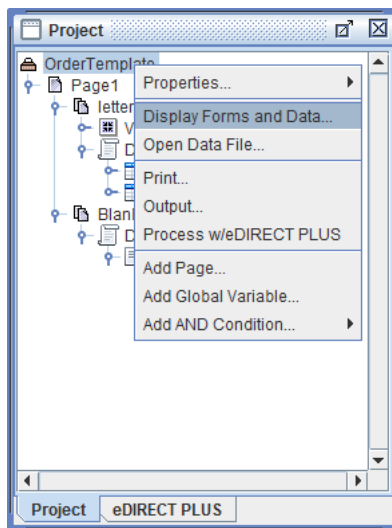 Project
OrderTemplate
Page1
Properties...
letter
Display Forms and Data...
V
Open Data File...
D
Print...
Output...
Blan
Process w/eDIRECT PLUS
D
Add Page...
Add Global Variable...
Add AND Condition...
Project eDIRECT PLUS